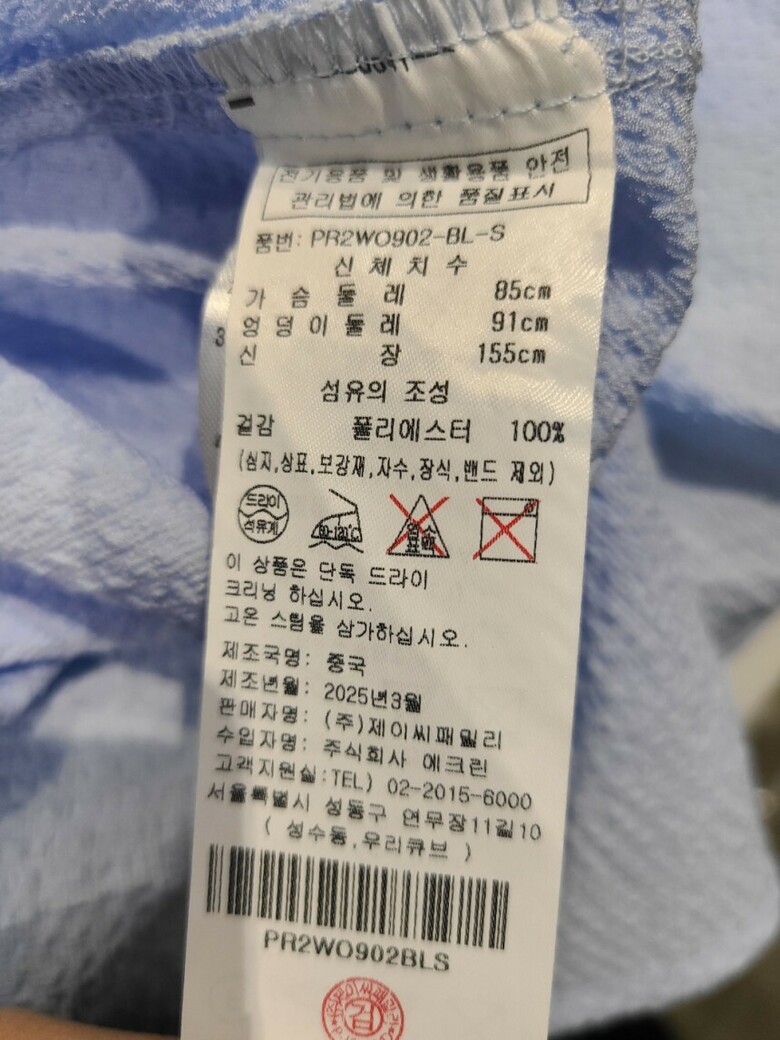 전기용품 및 생활용품 안전
관리법에 의한 품질표시
품번: PR2WO902-BL-S
신 체 치 수
가 슴 둘 레 85cm
엉 덩 이 둘 레 91cm
신 장 155cm
섬유의 조성
겉감 폴리에스터 100%
(심지,상표,보강재,자수,장식,밴드 제외)
드라이
석유계
80-120℃
염소
표백
이 상품은 단독 드라이
크리닝 하십시오.
고온 스팀을 삼가하십시오.
제조국명: 중국
제조년월: 2025년3월
판매자명: (주)제이씨패밀리
수입자명: 주식회사 에크린
고객지원실:TEL) 02-2015-6000
서울특별시 성동구 연무장11길10
( 성수동,우리큐브 )
PR2WO902BLS
검